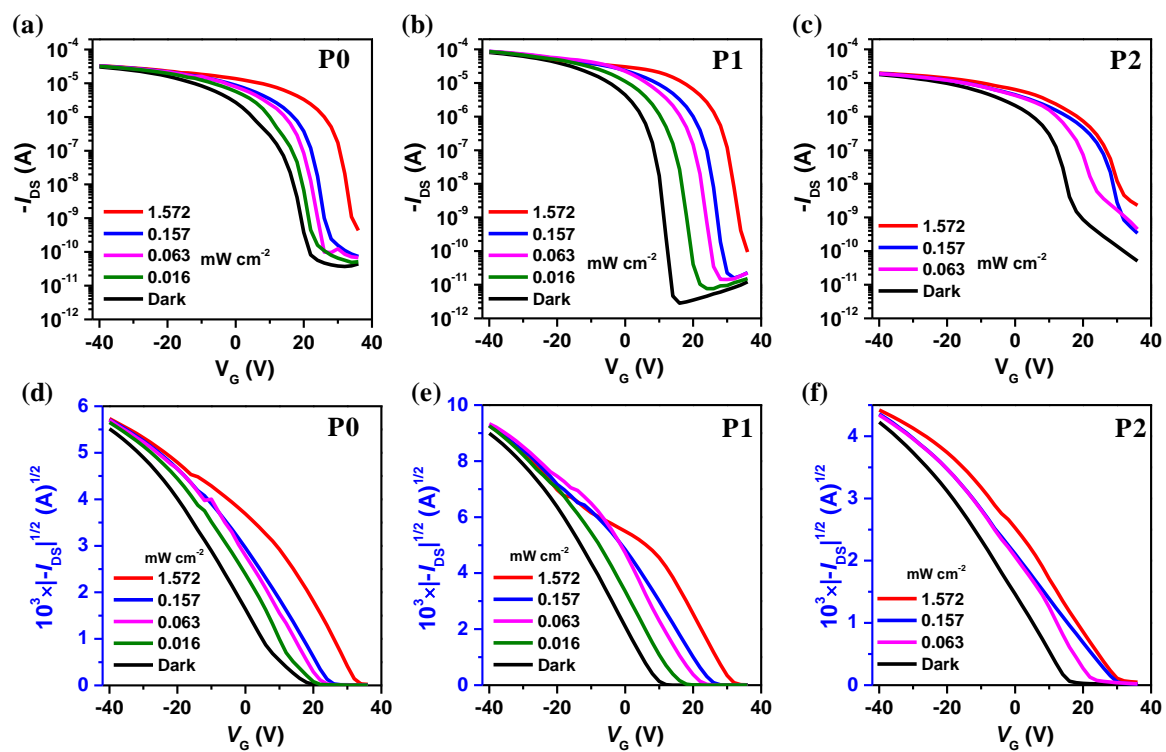 (a)
P0
10⁻⁴
10⁻⁵
10⁻⁶
10⁻⁷
10⁻⁸
10⁻⁹
10⁻¹⁰
10⁻¹¹
10⁻¹²
-I_DS (A)
1.572
0.157
0.063
0.016
Dark
mW cm⁻²
-40 -20 0 20 40
V_G (V)
(b)
P1
10⁻⁴
10⁻⁵
10⁻⁶
10⁻⁷
10⁻⁸
10⁻⁹
10⁻¹⁰
10⁻¹¹
10⁻¹²
-I_DS (A)
1.572
0.157
0.063
0.016
Dark
mW cm⁻²
-40 -20 0 20 40
V_G (V)
(c)
P2
10⁻⁴
10⁻⁵
10⁻⁶
10⁻⁷
10⁻⁸
10⁻⁹
10⁻¹⁰
10⁻¹¹
10⁻¹²
-I_DS (A)
1.572
0.157
0.063
Dark
mW cm⁻²
-40 -20 0 20 40
V_G (V)
(d)
P0
6
5
4
3
2
1
0
10³×|-I_DS|^1/2 (A)^1/2
mW cm⁻²
1.572
0.157
0.063
0.016
Dark
-40 -20 0 20 40
V_G (V)
(e)
P1
10
8
6
4
2
0
10³×|-I_DS|^1/2 (A)^1/2
mW cm⁻²
1.572
0.157
0.063
0.016
Dark
-40 -20 0 20 40
V_G (V)
(f)
P2
4
3
2
1
0
10³×|-I_DS|^1/2 (A)^1/2
mW cm⁻²
1.572
0.157
0.063
Dark
-40 -20 0 20 40
V_G (V)